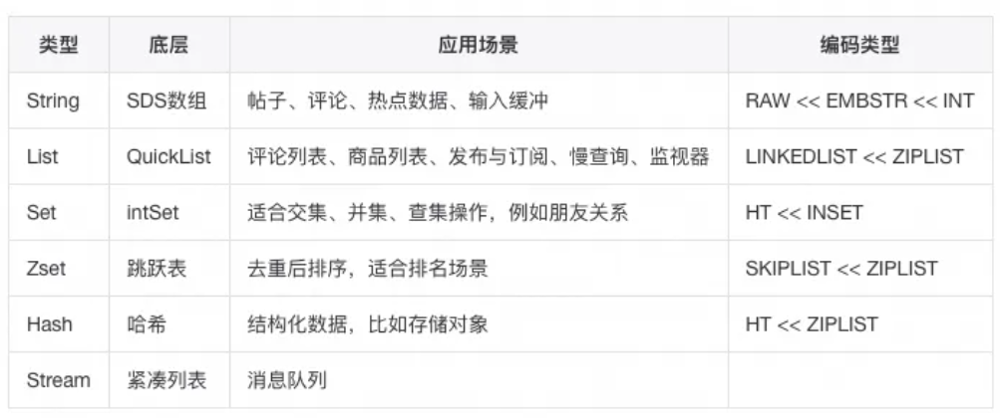 类型 底层 应用场景 编码类型
String SDS数组 帖子、评论、热点数据、输入缓冲 RAW << EMBSTR << INT
List QuickList 评论列表、商品列表、发布与订阅、慢查询、监视器 LINKEDLIST << ZIPLIST
Set intSet 适合交集、并集、查集操作，例如朋友关系 HT << INSET
Zset 跳跃表 去重后排序，适合排名场景 SKIPLIST << ZIPLIST
Hash 哈希 结构化数据，比如存储对象 HT << ZIPLIST
Stream 紧凑列表 消息队列